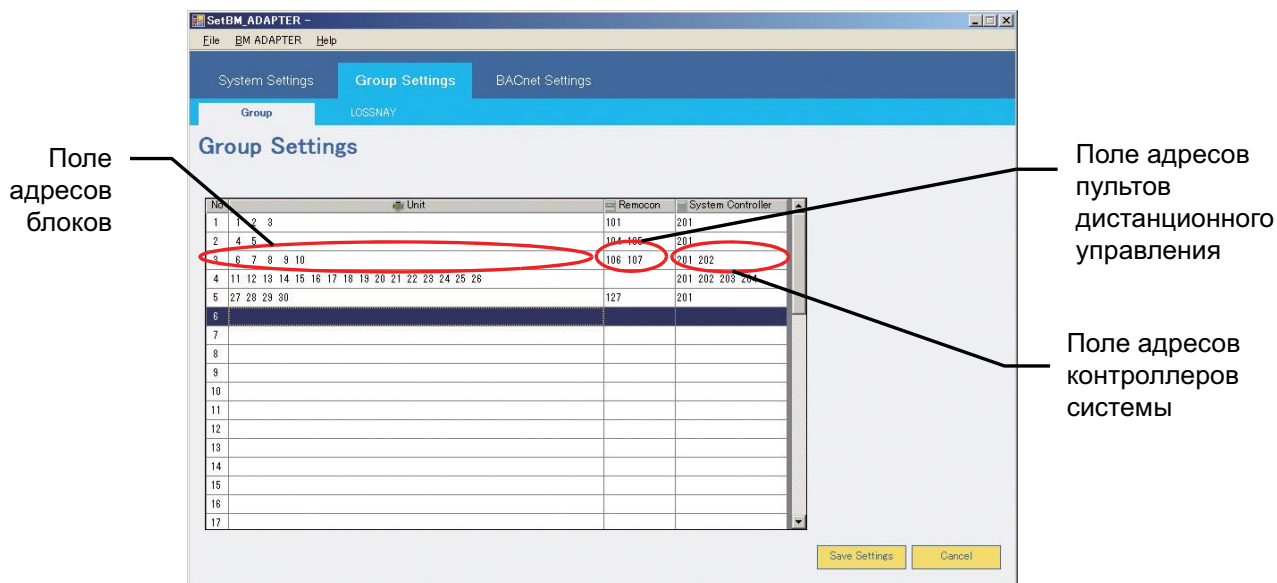 SetBM_ADAPTER -
File BM ADAPTER Help
System Settings Group Settings BACnet Settings
Group LOSSNAY
Group Settings
Поле
адресов
блоков
Поле адресов
пультов
дистанционного
управления
Поле адресов
контроллеров
системы
No Unit Remocon System Controller
1 1 2 3 101 201
2 4 5 104 105 201
3 6 7 8 9 10 106 107 201 202
4 11 12 13 14 15 16 17 18 19 20 21 22 23 24 25 26 201 202 203 204
5 27 28 29 30 127 201
6
7
8
9
10
11
12
13
14
15
16
17
Save Settings Cancel